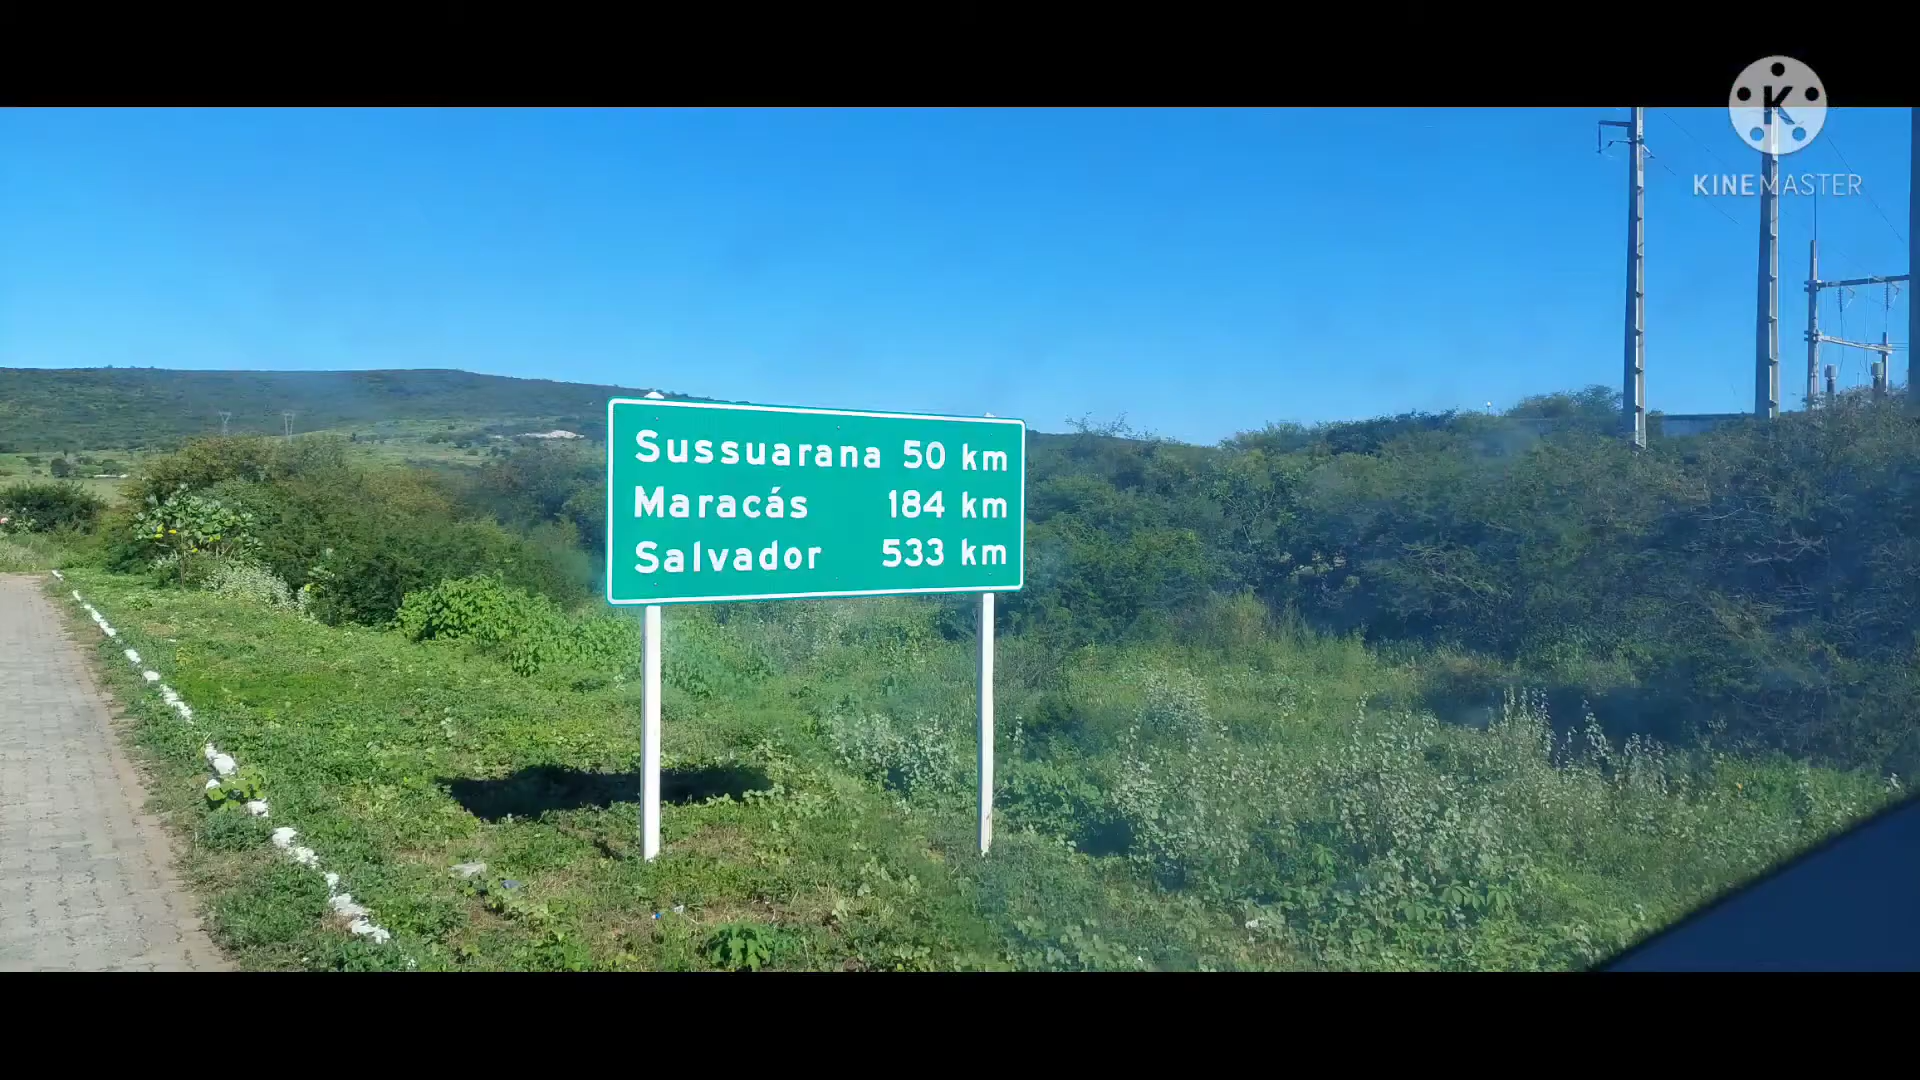 K
KINEMASTER
Sussuarana 50 km
Maracás 184 km
Salvador 533 km